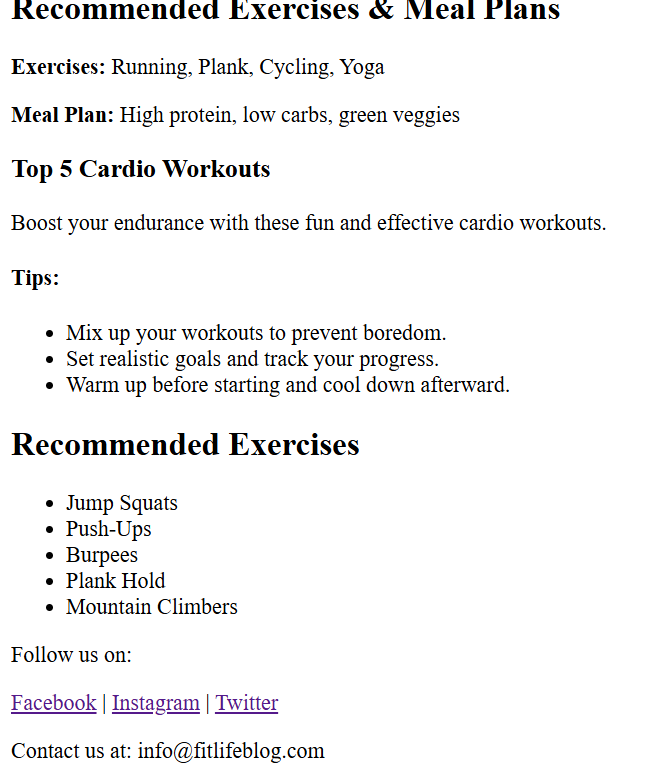 Recommended Exercises & Meal Plans
Exercises: Running, Plank, Cycling, Yoga
Meal Plan: High protein, low carbs, green veggies
Top 5 Cardio Workouts
Boost your endurance with these fun and effective cardio workouts.
Tips:
• Mix up your workouts to prevent boredom.
• Set realistic goals and track your progress.
• Warm up before starting and cool down afterward.
Recommended Exercises
• Jump Squats
• Push-Ups
• Burpees
• Plank Hold
• Mountain Climbers
Follow us on:
Facebook | Instagram | Twitter
Contact us at: info@fitlifeblog.com